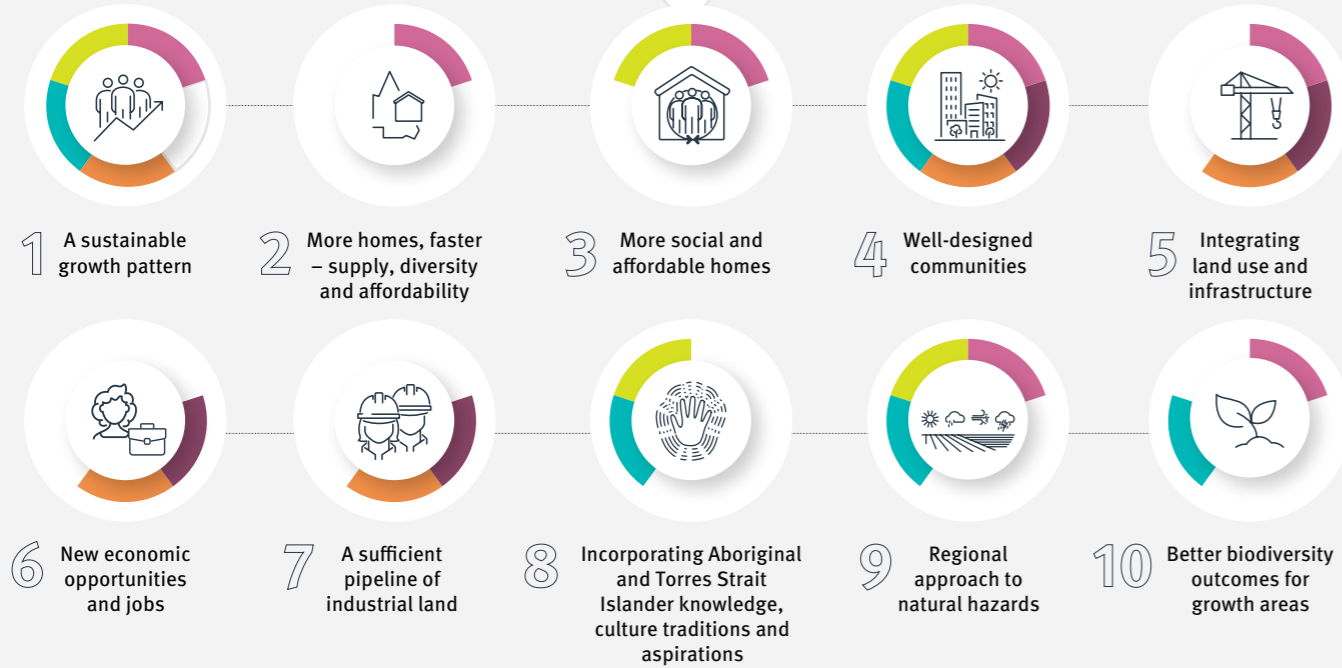 1 A sustainable
growth pattern
2 More homes, faster
– supply, diversity
and affordability
3 More social and
affordable homes
4 Well-designed
communities
5 Integrating
land use and
infrastructure
6 New economic
opportunities
and jobs
7 A sufficient
pipeline of
industrial land
8 Incorporating Aboriginal
and Torres Strait
Islander knowledge,
culture traditions and
aspirations
9 Regional
approach to
natural hazards
10 Better biodiversity
outcomes for
growth areas